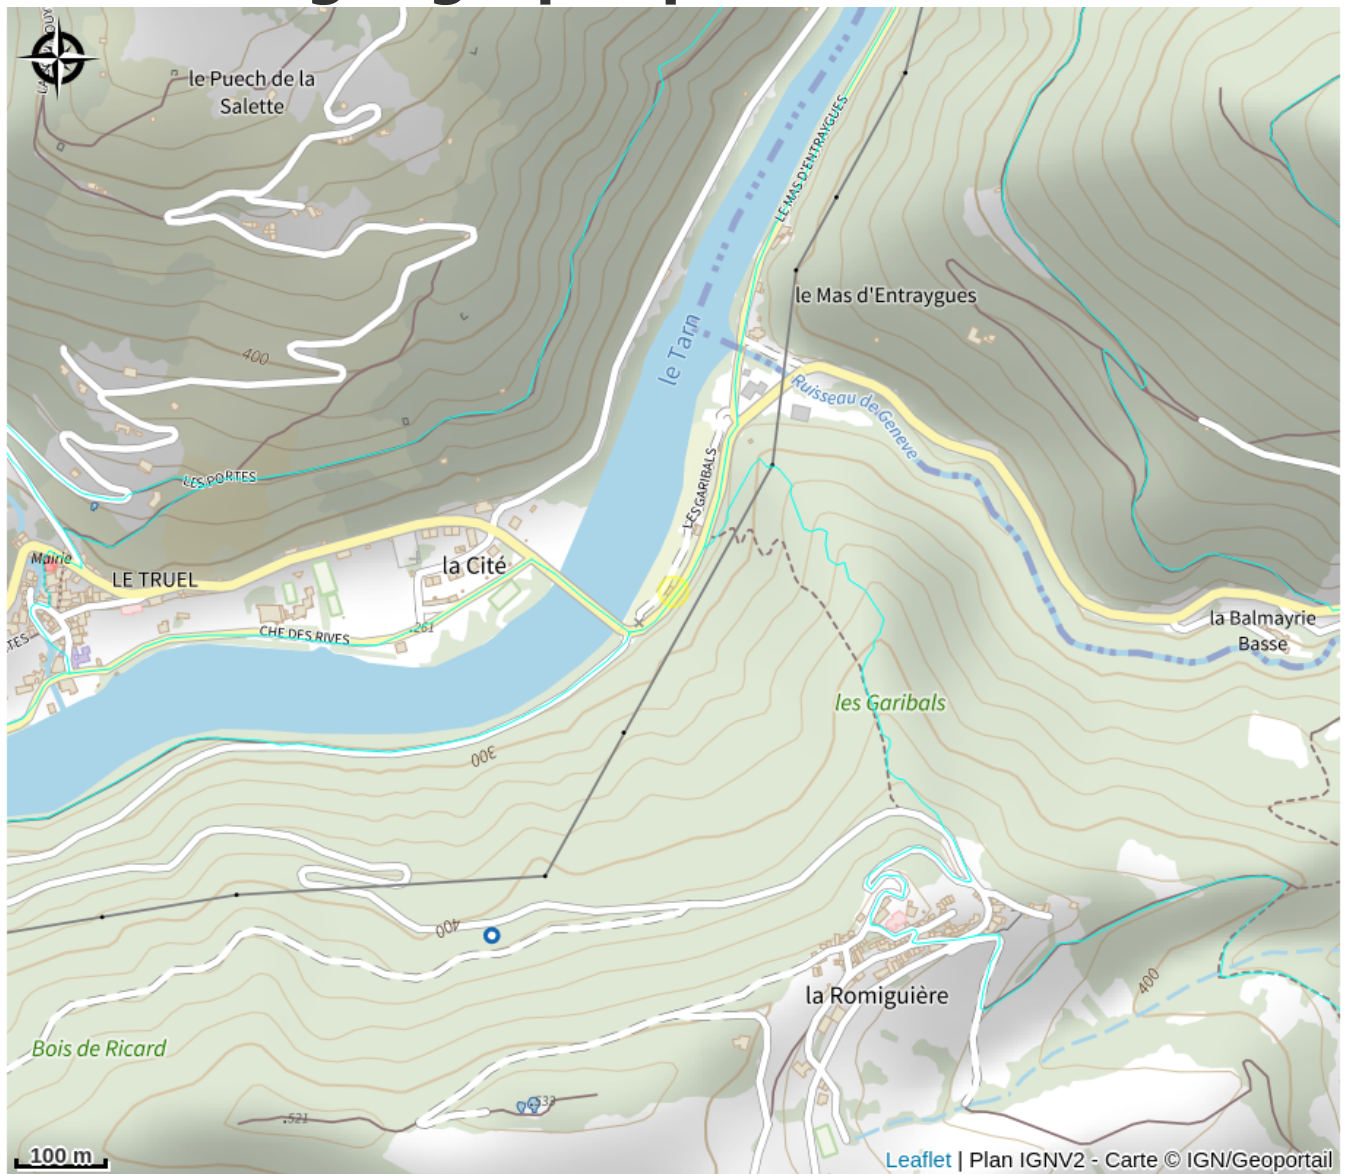 le Puech de la
Salette
LE MAS D'ENTRAYGUES
le Mas d'Entraygues
le Tarn
400
Ruisseau de Geneve
LES PORTES
LES GARIBALS
Mairie
LE TRUEL
la Cité
CHE DES RIVES
.261
TES
la Balmayrie
Basse
les Garibals
300
400
la Romiguière
400
Bois de Ricard
.533
.521
100 m
Leaflet | Plan IGNV2 - Carte © IGN/Geoportail